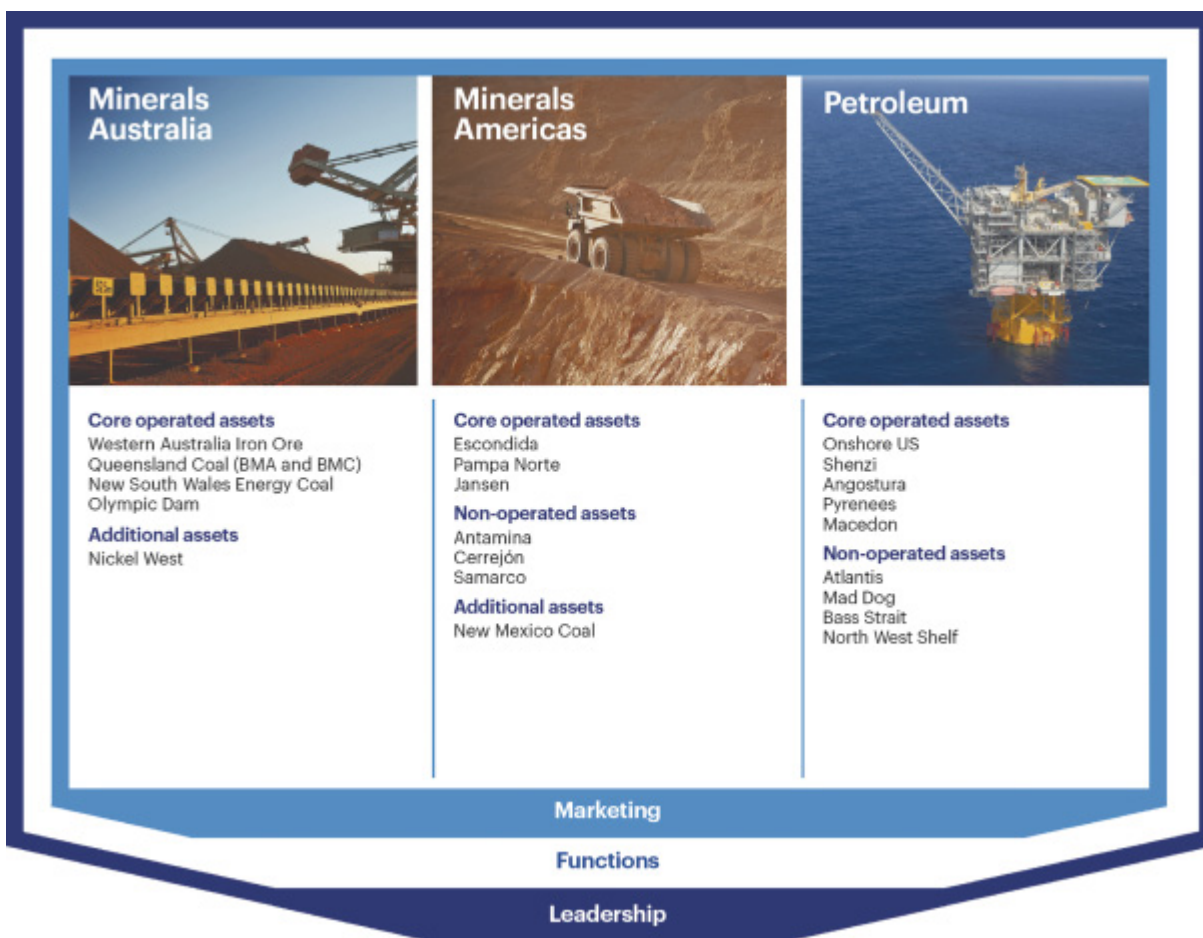 Minerals
Australia
Core operated assets
Western Australia Iron Ore
Queensland Coal (BMA and BMC)
New South Wales Energy Coal
Olympic Dam
Additional assets
Nickel West
Minerals
Americas
Core operated assets
Escondida
Pampa Norte
Jansen
Non-operated assets
Antamina
Cerrejón
Samarco
Additional assets
New Mexico Coal
Petroleum
Core operated assets
Onshore US
Shenzi
Angostura
Pyrenees
Macedon
Non-operated assets
Atlantis
Mad Dog
Bass Strait
North West Shelf
Marketing
Functions
Leadership